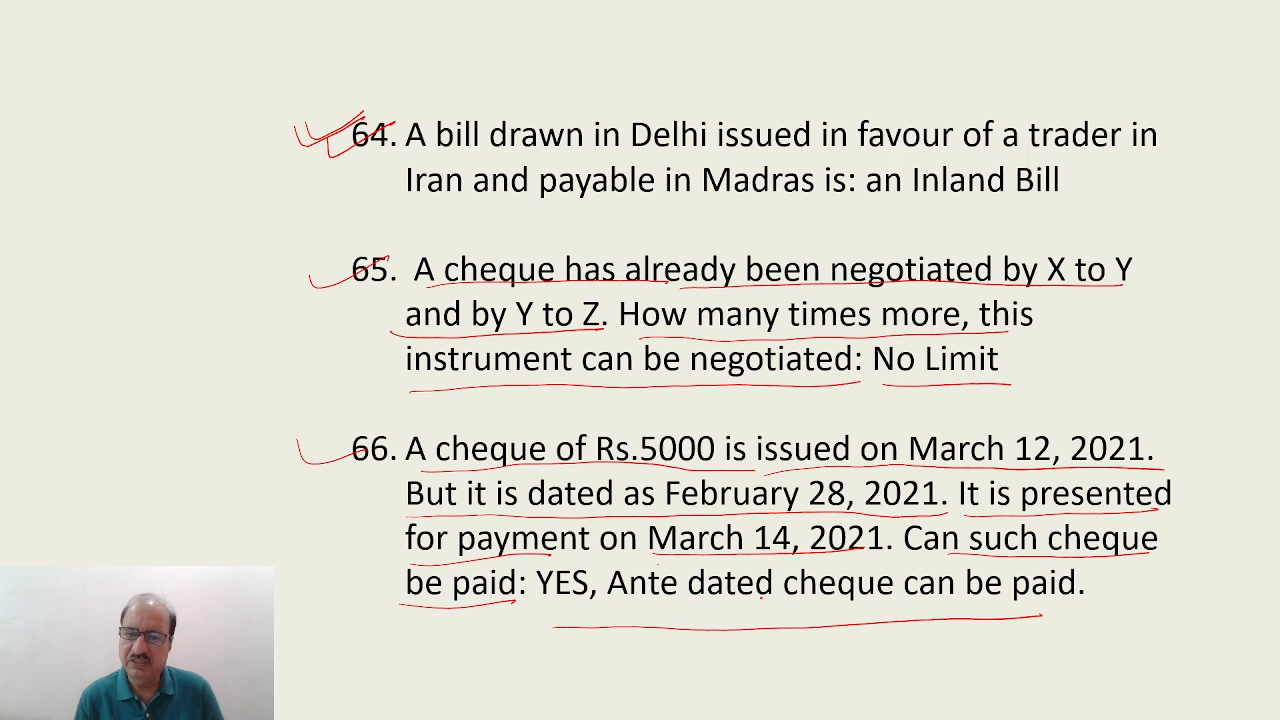 64. A bill drawn in Delhi issued in favour of a trader in
Iran and payable in Madras is: an Inland Bill
65. A cheque has already been negotiated by X to Y
and by Y to Z. How many times more, this
instrument can be negotiated: No Limit
66. A cheque of Rs.5000 is issued on March 12, 2021.
But it is dated as February 28, 2021. It is presented
for payment on March 14, 2021. Can such cheque
be paid: YES, Ante dated cheque can be paid.